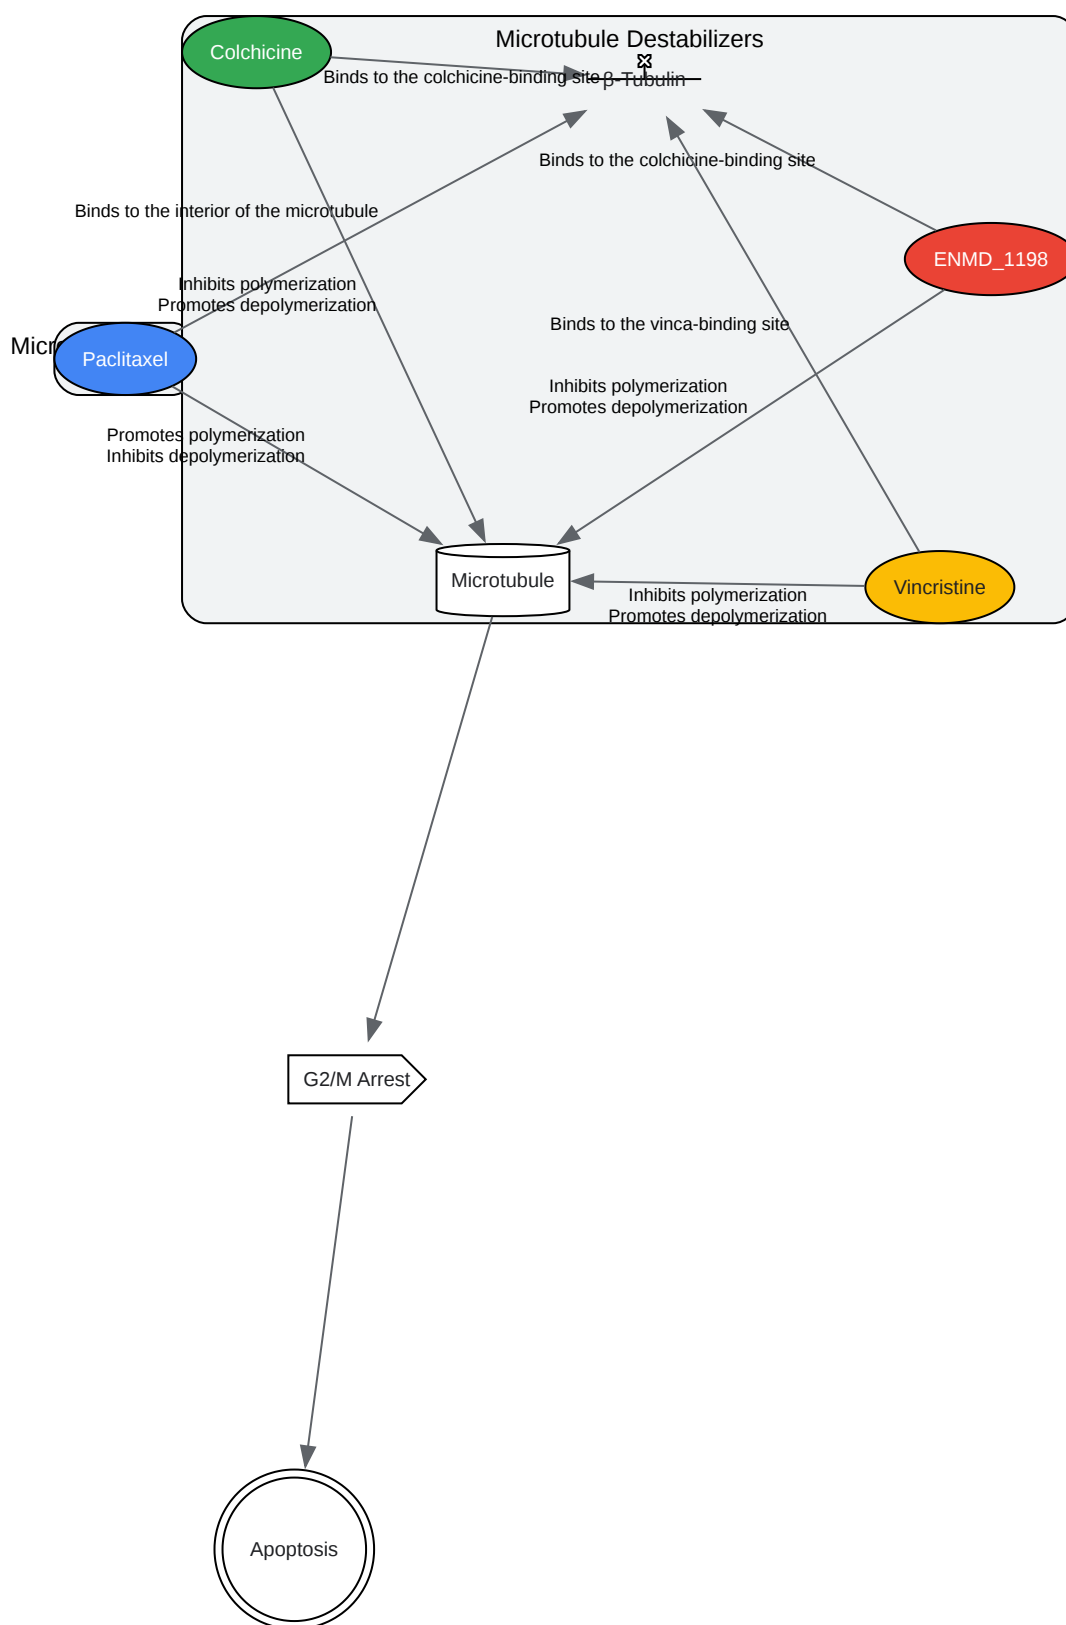 Microtubule Destabilizers
Colchicine
Binds to the colchicine-binding site
β-Tubulin
Binds to the colchicine-binding site
Binds to the interior of the microtubule
ENMD_1198
Inhibits polymerization
Promotes depolymerization
Binds to the vinca-binding site
Micr
Paclitaxel
Inhibits polymerization
Promotes depolymerization
Promotes polymerization
Inhibits depolymerization
Microtubule
Vincristine
Inhibits polymerization
Promotes depolymerization
G2/M Arrest
Apoptosis